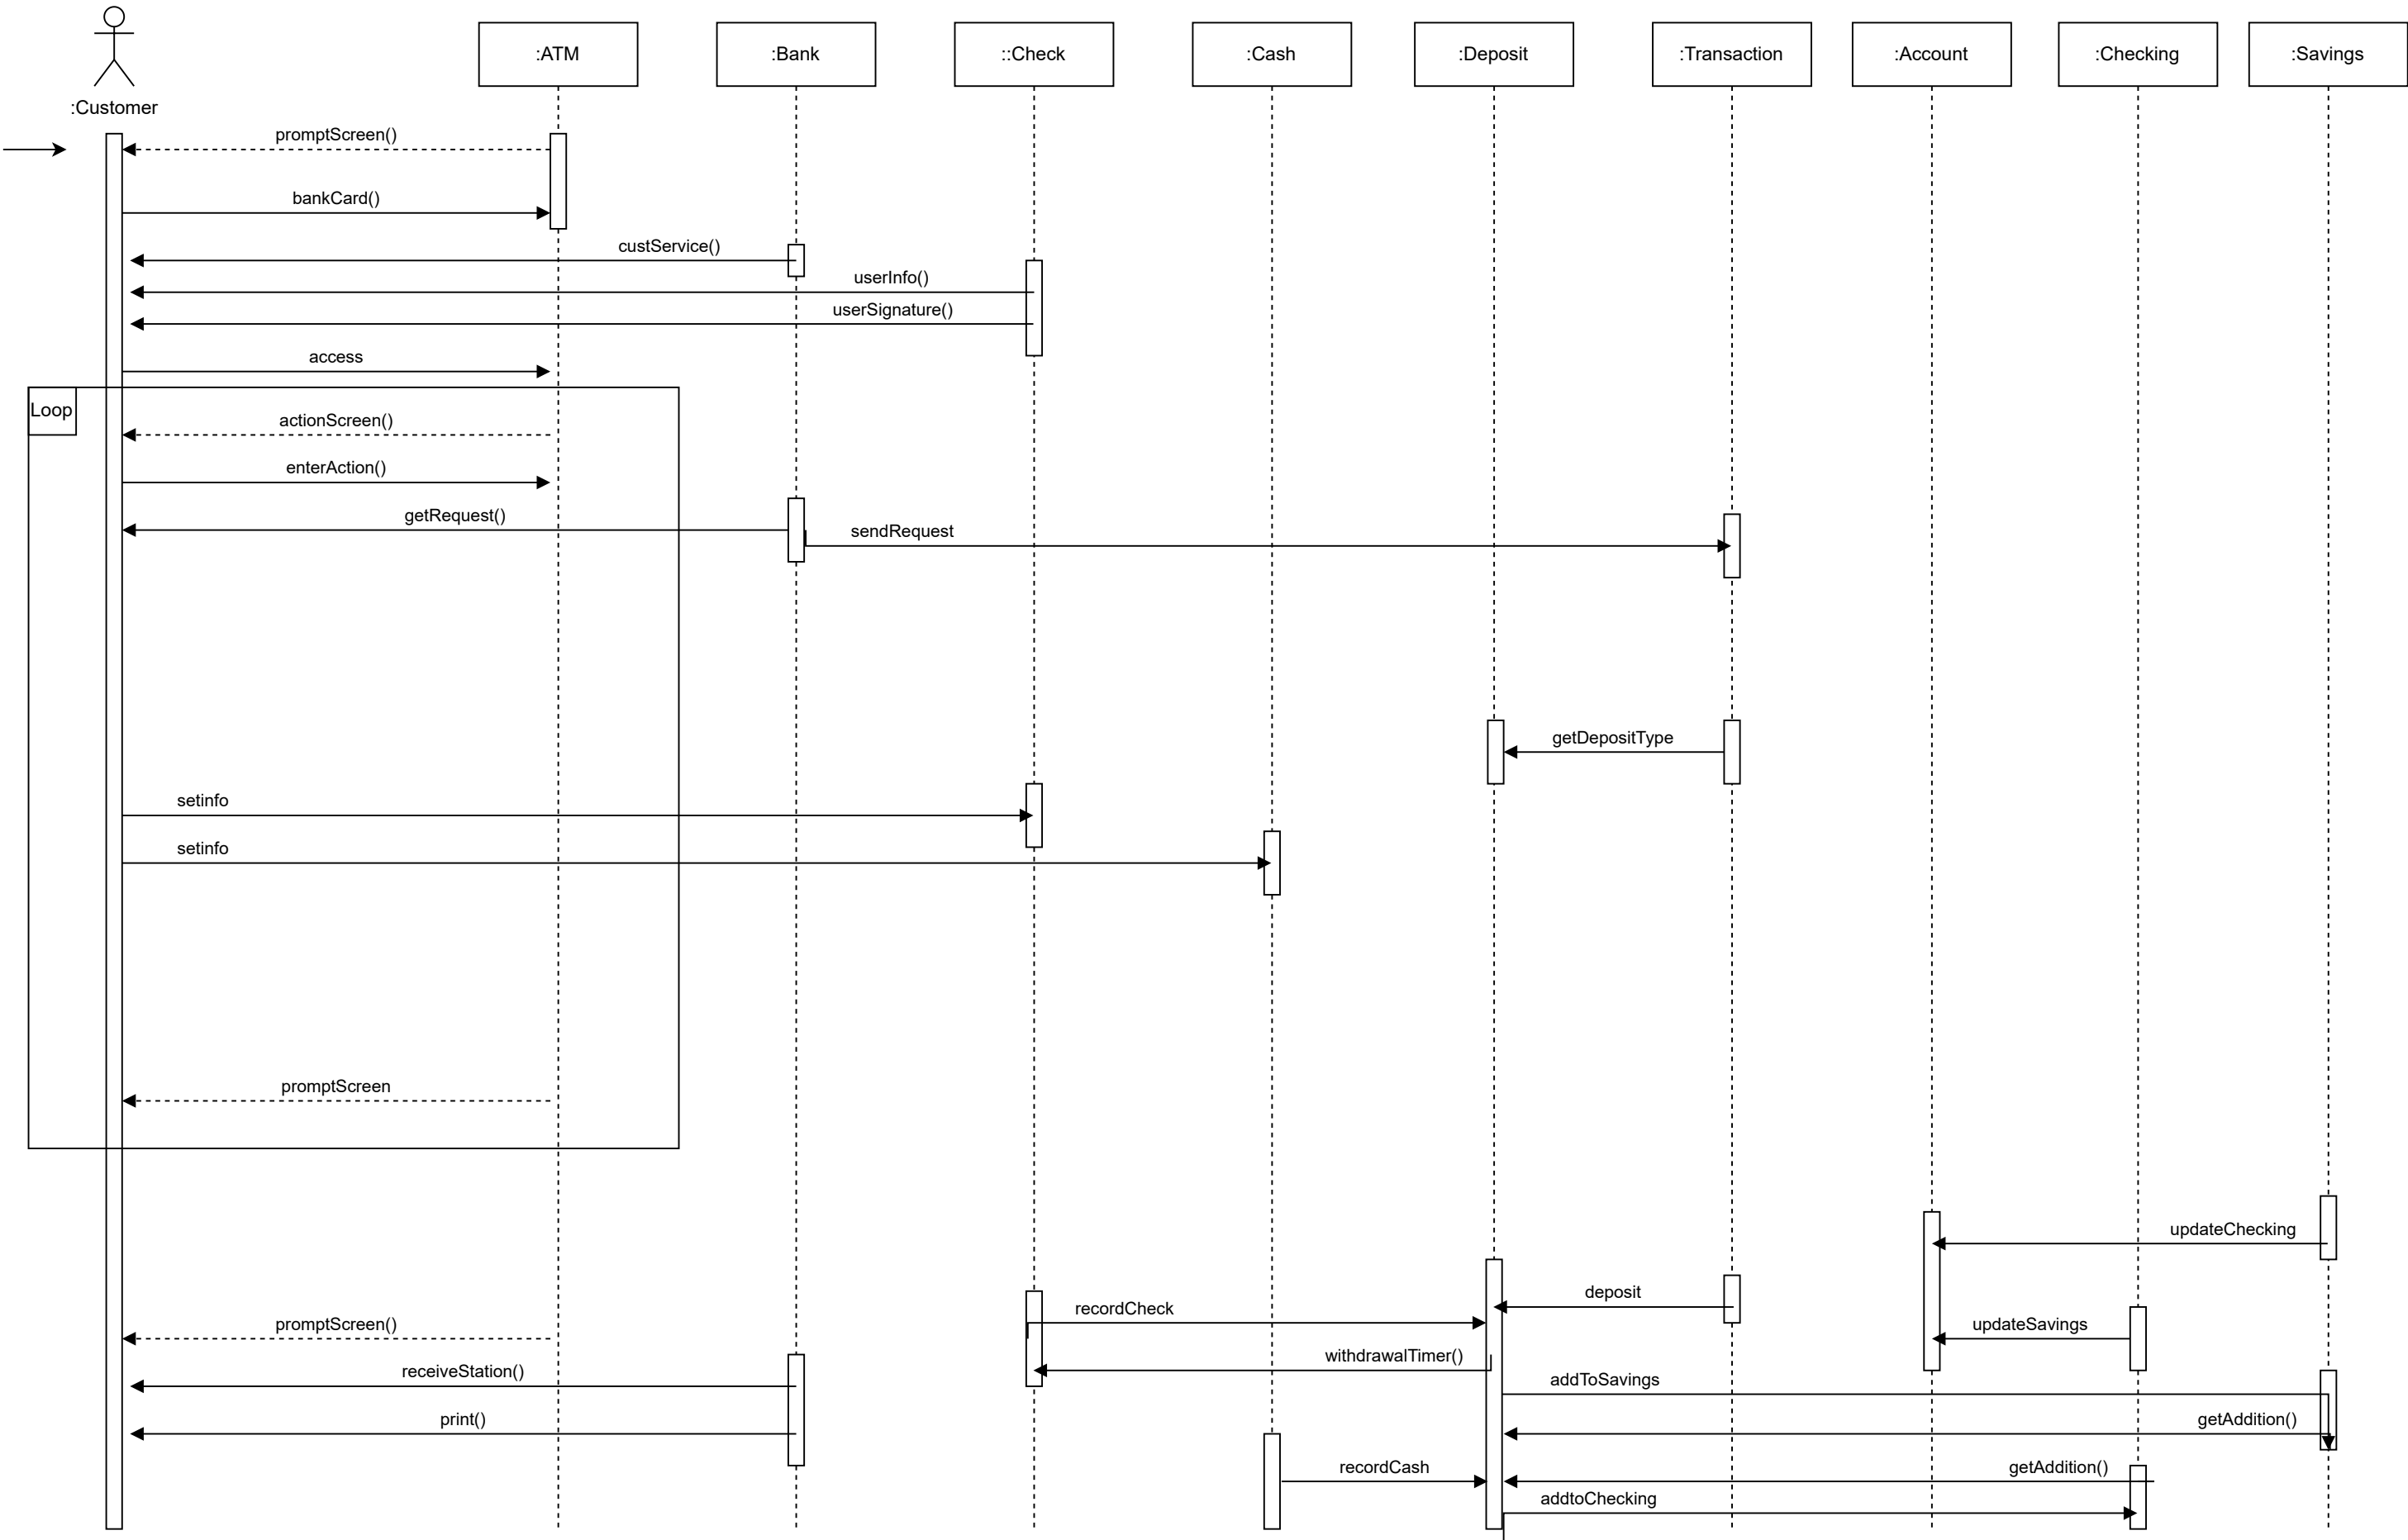 :ATM
:Bank
::Check
:Cash
:Deposit
:Transaction
:Account
:Checking
:Savings
:Customer
promptScreen()
bankCard()
custService()
userInfo()
userSignature()
access
Loop
actionScreen()
enterAction()
getRequest()
sendRequest
getDepositType
setinfo
setinfo
promptScreen
updateChecking
deposit
recordCheck
promptScreen()
updateSavings
withdrawalTimer()
receiveStation()
addToSavings
print()
getAddition()
recordCash
getAddition()
addtoChecking